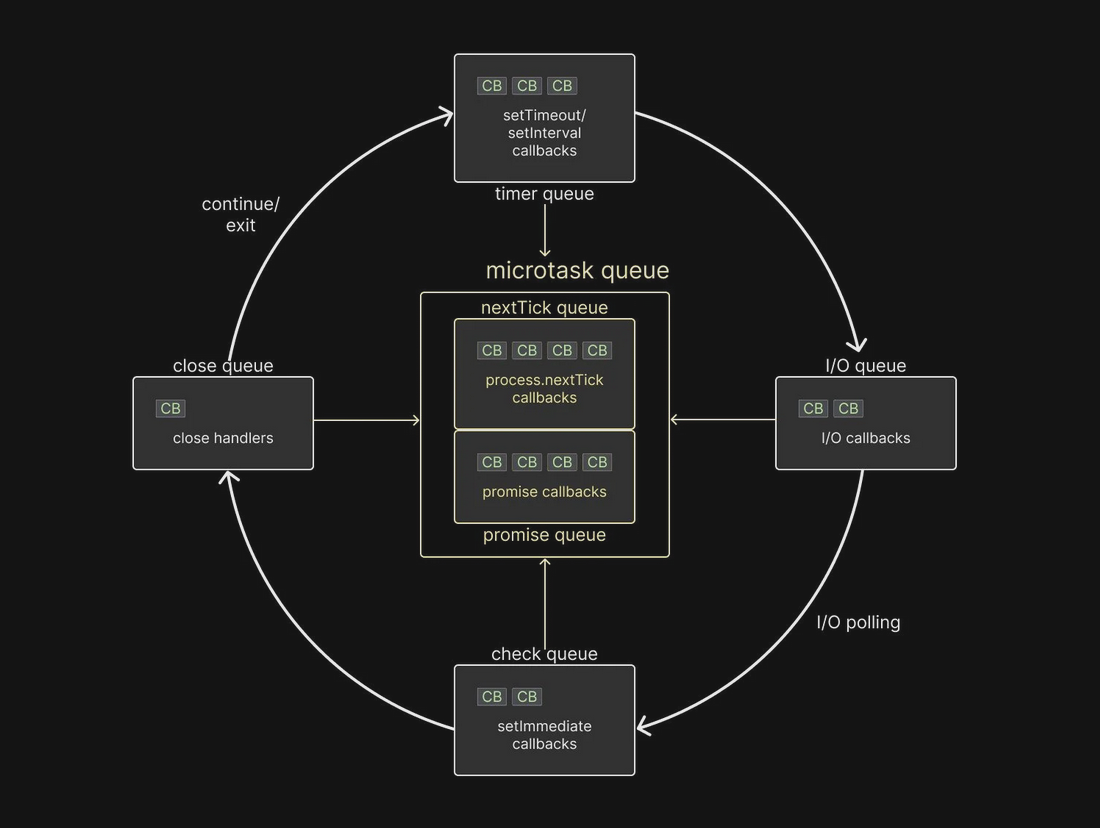 CB CB CB
setTimeout/
setInterval
callbacks
timer queue
continue/
exit
microtask queue
nextTick queue
CB CB CB CB
process.nextTick
callbacks
CB CB CB CB
promise callbacks
promise queue
close queue
CB
close handlers
I/O queue
CB CB
I/O callbacks
I/O polling
check queue
CB CB
setImmediate
callbacks